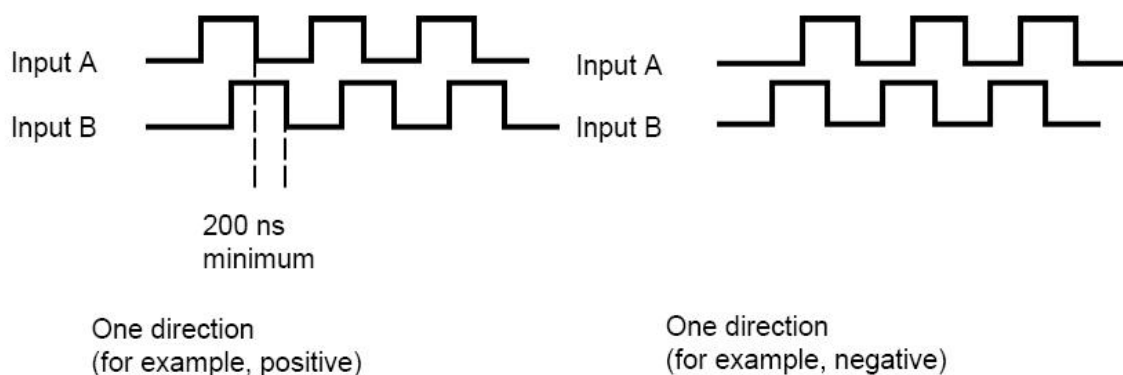 Input A
Input B
200 ns
minimum
One direction
(for example, positive)
Input A
Input B
One direction
(for example, negative)